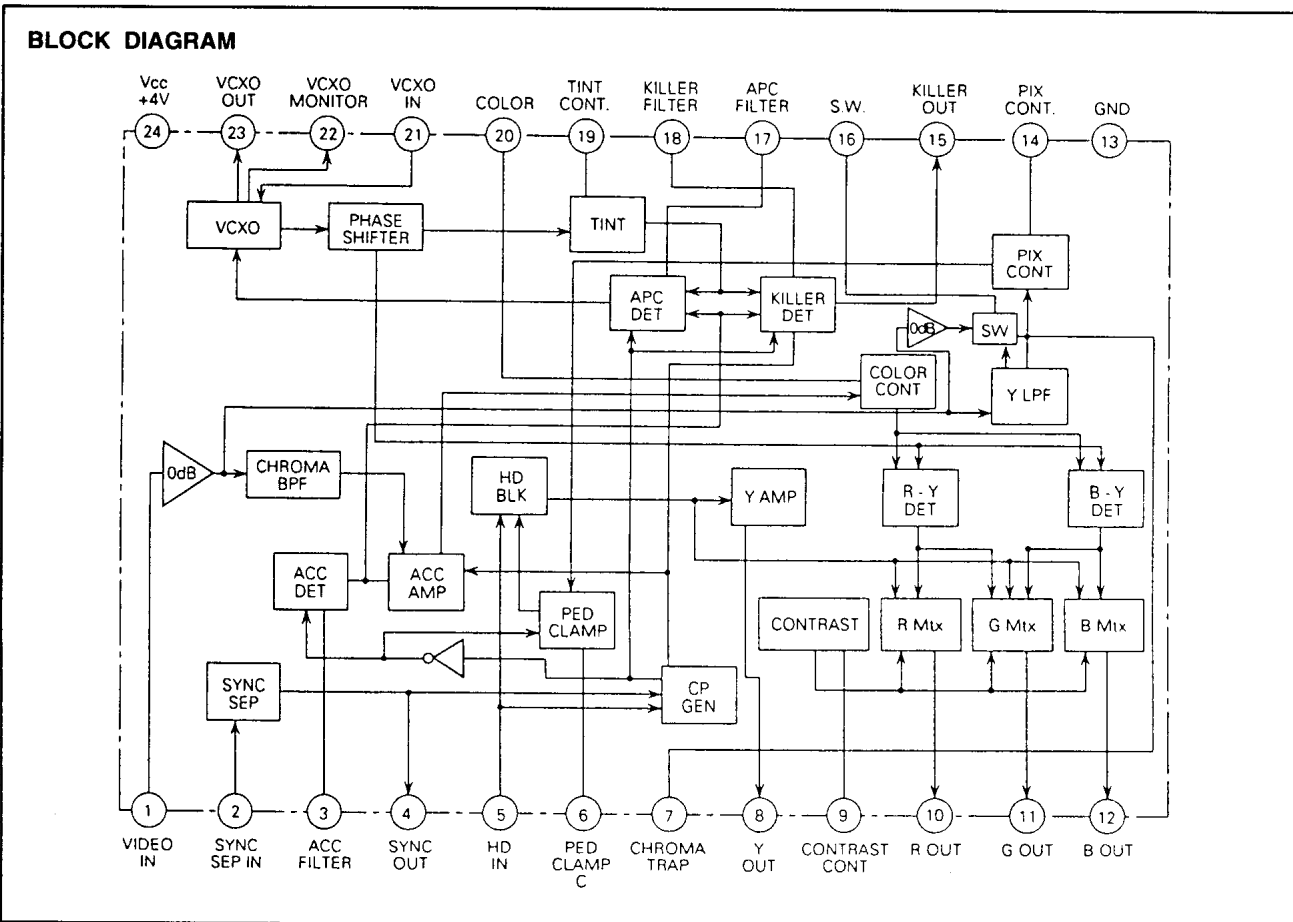 BLOCK DIAGRAM
Vcc
+4V
VCXO
OUT
VCXO
MONITOR
VCXO
IN
COLOR
TINT
CONT.
KILLER
FILTER
APC
FILTER
S.W.
KILLER
OUT
PIX
CONT.
GND
24
23
22
21
20
19
18
17
16
15
14
13
VCXO
PHASE
SHIFTER
TINT
PIX
CONT
APC
DET
KILLER
DET
0dB
SW
COLOR
CONT
Y LPF
0dB
CHROMA
BPF
HD
BLK
Y AMP
R - Y
DET
B - Y
DET
ACC
DET
ACC
AMP
PED
CLAMP
CONTRAST
R Mtx
G Mtx
B Mtx
SYNC
SEP
CP
GEN
1
2
3
4
5
6
7
8
9
10
11
12
VIDEO
IN
SYNC
SEP IN
ACC
FILTER
SYNC
OUT
HD
IN
PED
CLAMP
C
CHROMA
TRAP
Y
OUT
CONTRAST
CONT
R OUT
G OUT
B OUT